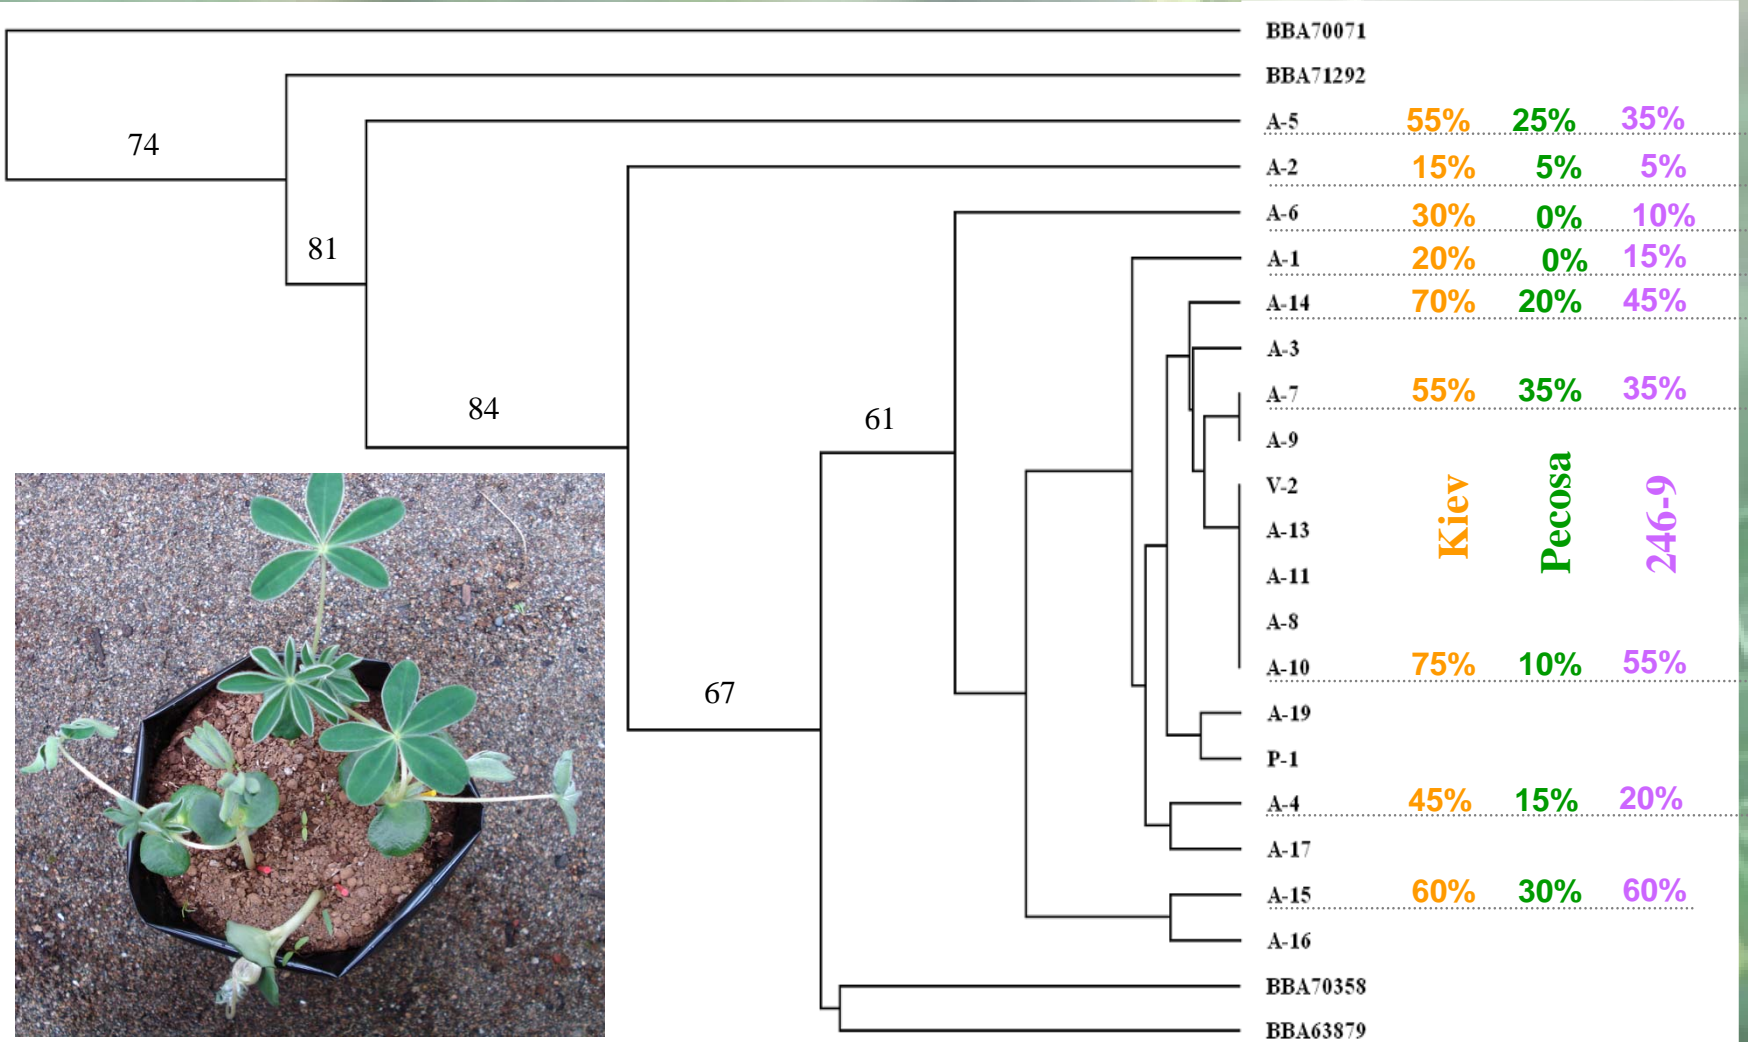 BBA70071
BBA71292
A-5 55% 25% 35%
74
A-2 15% 5% 5%
A-6 30% 0% 10%
81
A-1 20% 0% 15%
A-14 70% 20% 45%
A-3
A-7 55% 35% 35%
84
61
A-9
V-2
Kiev
Pecosa
246-9
A-13
A-11
A-8
A-10 75% 10% 55%
67
A-19
P-1
A-4 45% 15% 20%
A-17
A-15 60% 30% 60%
A-16
BBA70358
BBA63879